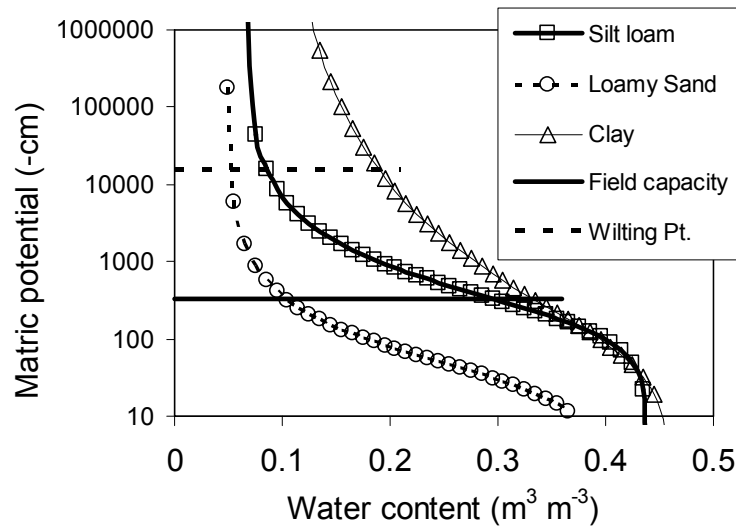 1000000
100000
10000
1000
100
10
Matric potential (-cm)
0
0.1
0.2
0.3
0.4
0.5
Water content (m³ m⁻³)
Silt loam
Loamy Sand
Clay
Field capacity
Wilting Pt.